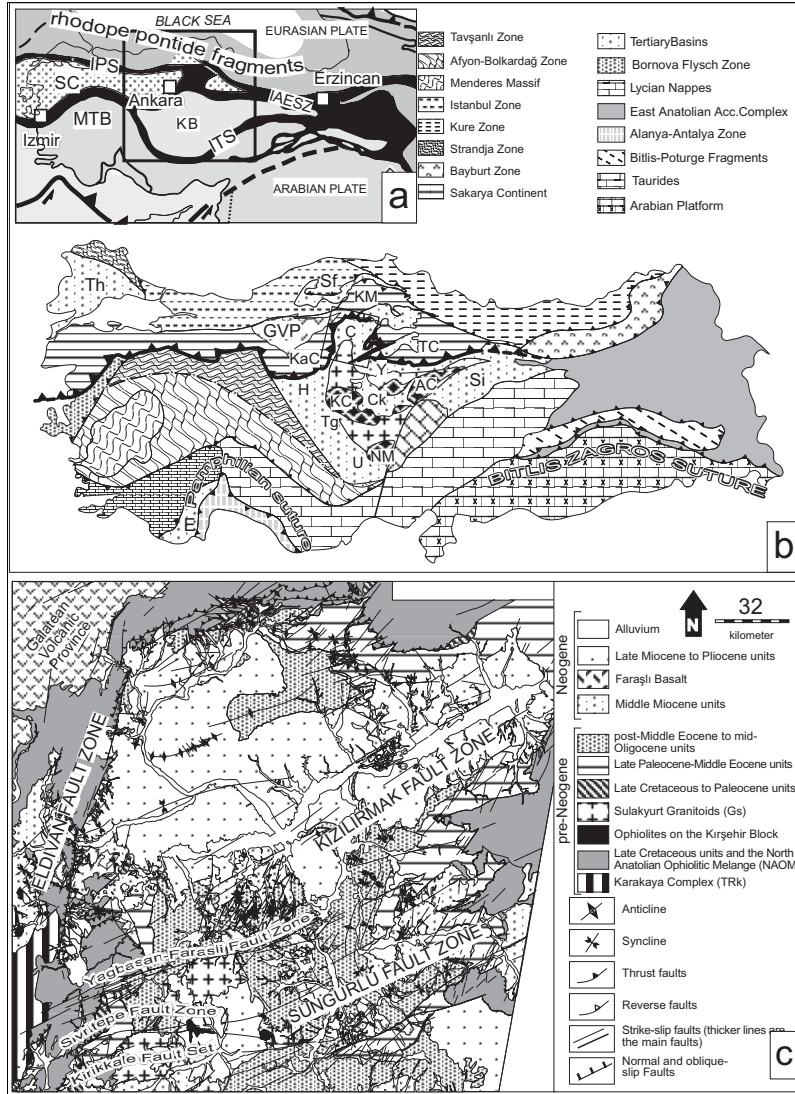 BLACK SEA
EURASIAN PLATE
rhodope pontide fragments
IPS
SC
Ankara
Erzincan
IAESZ
MTB
KB
ITS
Izmir
ARABIAN PLATE
a
Tavşanlı Zone
Afyon-Bolkardağ Zone
Menderes Massif
Istanbul Zone
Kure Zone
Strandja Zone
Bayburt Zone
Sakarya Continent
TertiaryBasins
Bornova Flysch Zone
Lycian Nappes
East Anatolian Acc.Complex
Alanya-Antalya Zone
Bitlis-Poturge Fragments
Taurides
Arabian Platform
Th
Sf
KM
GVP
C
TC
KaC
Y
H
AC
Si
KC
Ck
Tg
U
NM
E
Pamphilian suture
BITLIS-ZAGROS SUTURE
b
Galatean
Volcanic
Province
ELDIVAN FAULT ZONE
KIZILIRMAK FAULT ZONE
Yagbasan-Farasli Fault Zone
SUNGURLU FAULT ZONE
Sivritepe Fault Zone
Kirikkale Fault Set
N
32
kilometer
Neogene
Alluvium
Late Miocene to Pliocene units
Faraşlı Basalt
Middle Miocene units
pre-Neogene
post-Middle Eocene to mid-
Oligocene units
Late Paleocene-Middle Eocene units
Late Cretaceous to Paleocene units
Sulakyurt Granitoids (Gs)
Ophiolites on the Kırşehir Block
Late Cretaceous units and the North
Anatolian Ophiolitic Melange (NAOM)
Karakaya Complex (TRk)
Anticline
Syncline
Thrust faults
Reverse faults
Strike-slip faults (thicker lines are
the main faults)
Normal and oblique-
slip Faults
c